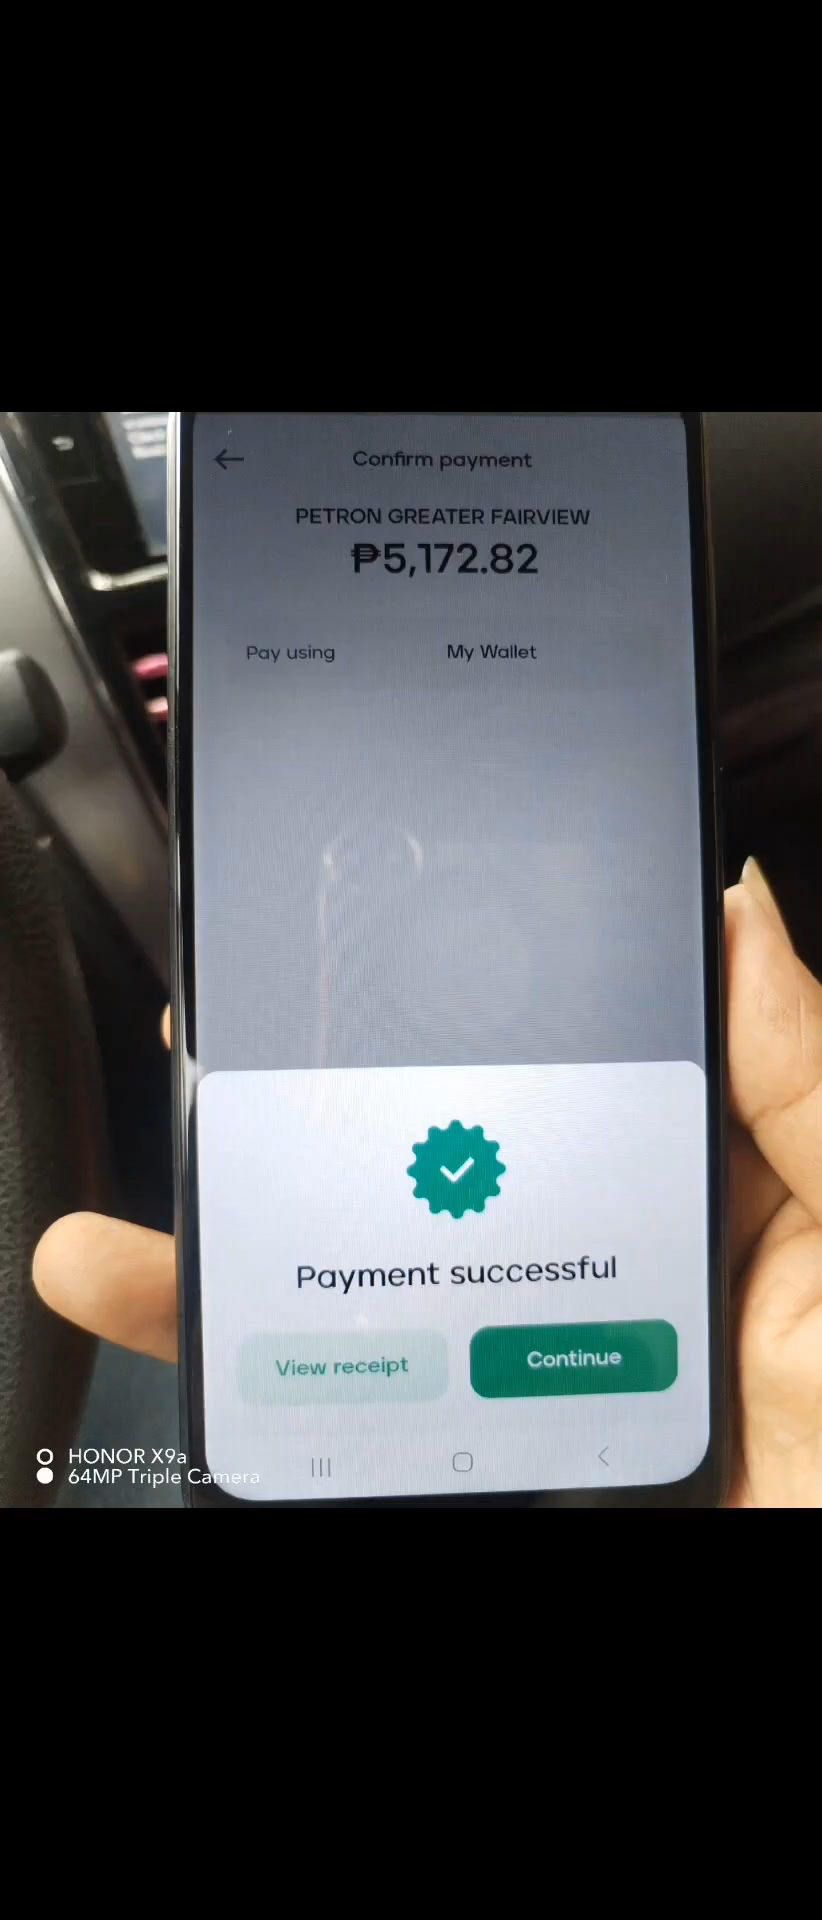 Confirm payment
PETRON GREATER FAIRVIEW
₱5,172.82
Pay using My Wallet
Payment successful
View receipt Continue
HONOR X9a
64MP Triple Camera